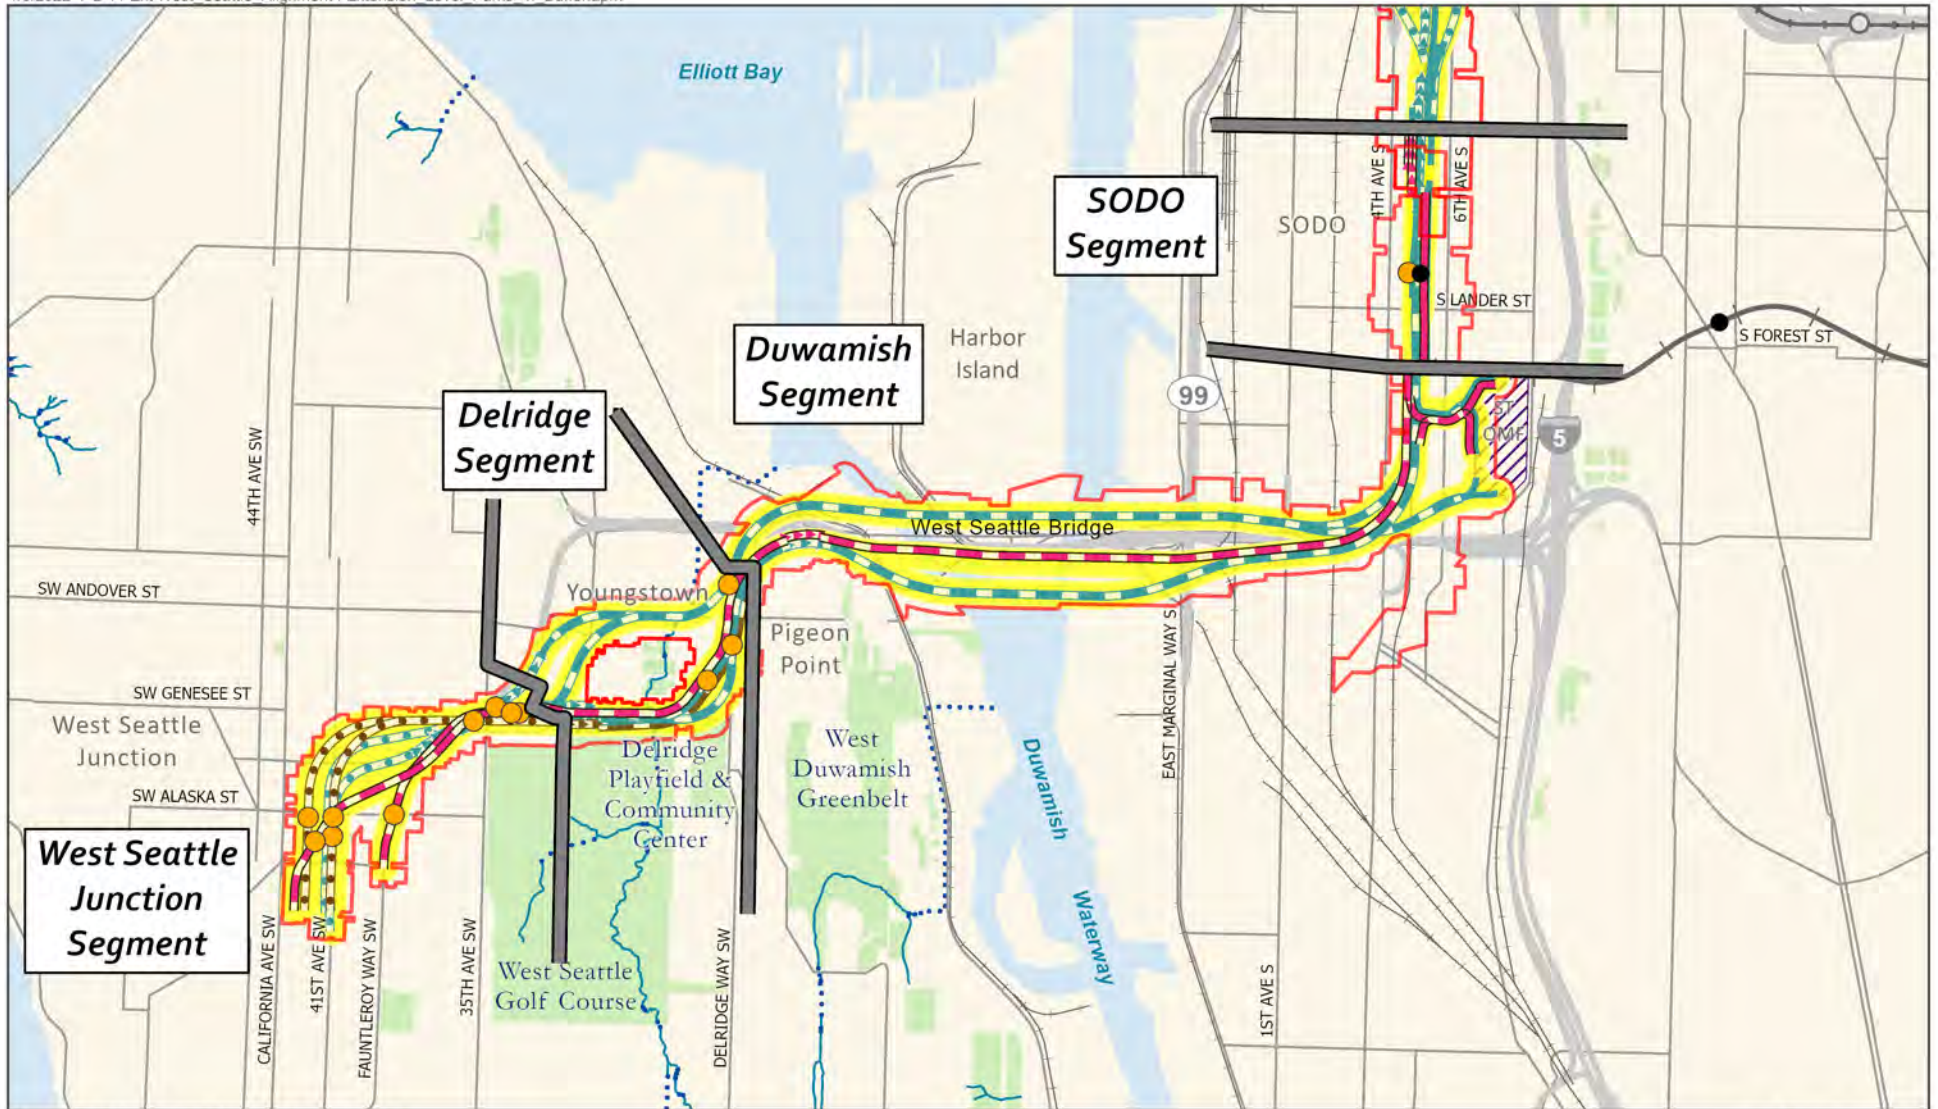 Elliott Bay
SODO
Segment
SODO
4TH AVE S
6TH AVE S
S LANDER ST
S FOREST ST
Duwamish
Segment
Harbor
Island
99
ST
OMF
5
Delridge
Segment
44TH AVE SW
West Seattle Bridge
SW ANDOVER ST
Youngstown
Pigeon
Point
SW GENESEE ST
West Seattle
Junction
SW ALASKA ST
Delridge
Playfield &
Community
Center
West
Duwamish
Greenbelt
Duwamish
Waterway
EAST MARGINAL WAY S
West Seattle
Junction
Segment
CALIFORNIA AVE SW
41ST AVE SW
FAUNTLEROY WAY SW
35TH AVE SW
West Seattle
Golf Course
DELRIDGE WAY SW
1ST AVE S